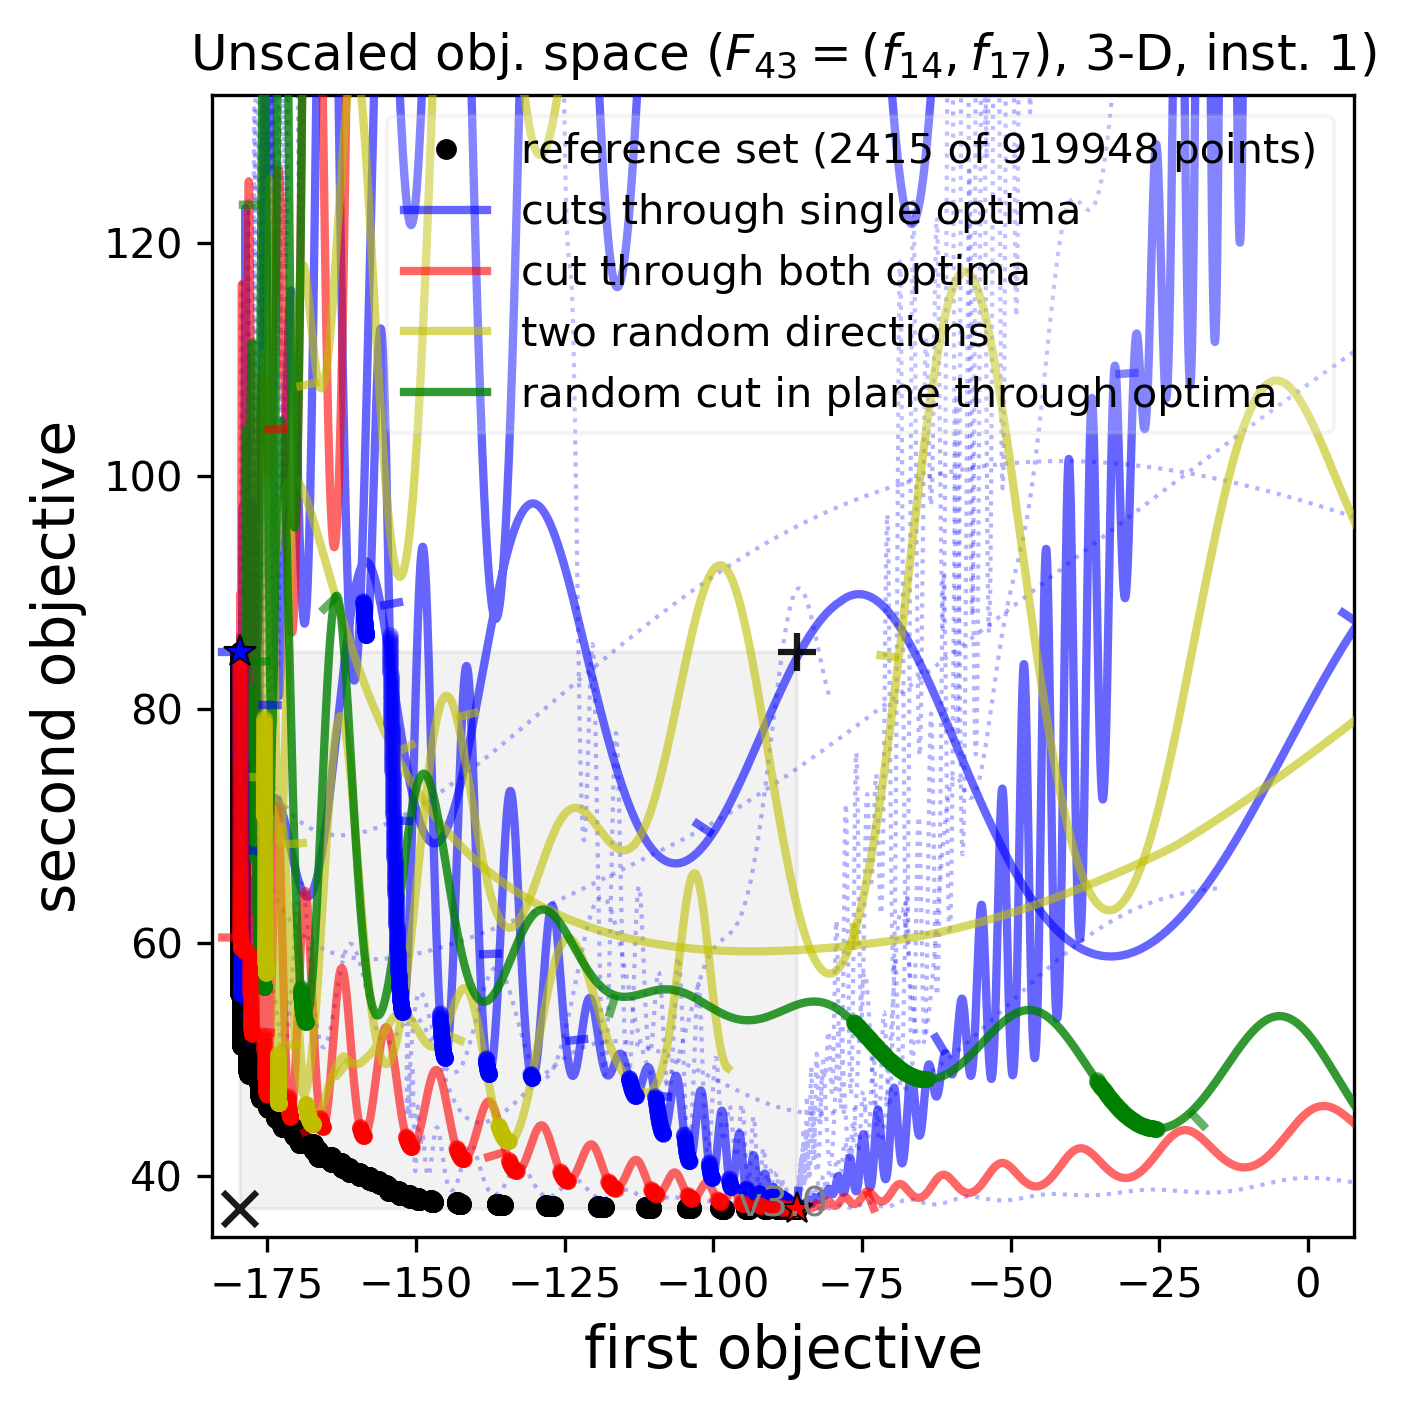 Unscaled obj. space (F43 = (f14, f17), 3-D, inst. 1)
reference set (2415 of 919948 points)
cuts through single optima
cut through both optima
two random directions
random cut in plane through optima
second objective
120
100
80
60
40
v3.0
−175 −150 −125 −100 −75 −50 −25 0
first objective